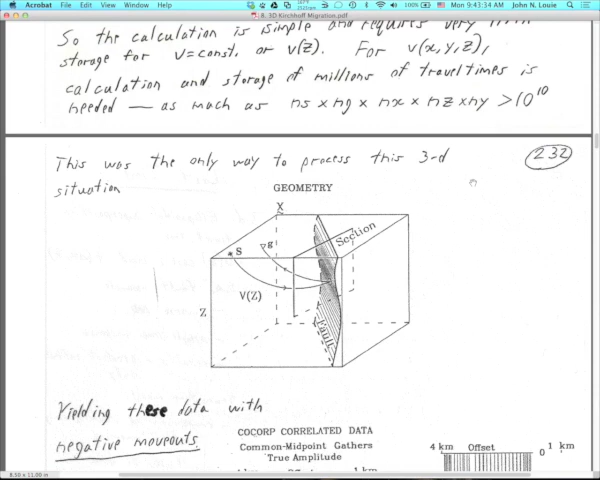 Acrobat File Edit View Window Help
100% Mon 9:43:34 AM John N. Louie
8. 3D Kirchhoff Migration.pdf
So the calculation is simple and requires very
storage for v=const. or v(z). For v(x,y,z),
calculation and storage of millions of traveltimes is
needed — as much as ns x ng x nx x nz x ny > 10^10
This was the only way to process this 3-rd
232
situation
GEOMETRY
X
Section
S
g
V(Z)
Z
Fault
Yielding these data with
negative moveouts.
COCORP CORRELATED DATA
Common-Midpoint Gathers
True Amplitude
4 km Offset 0 1 km
8.50 x 11.00 in